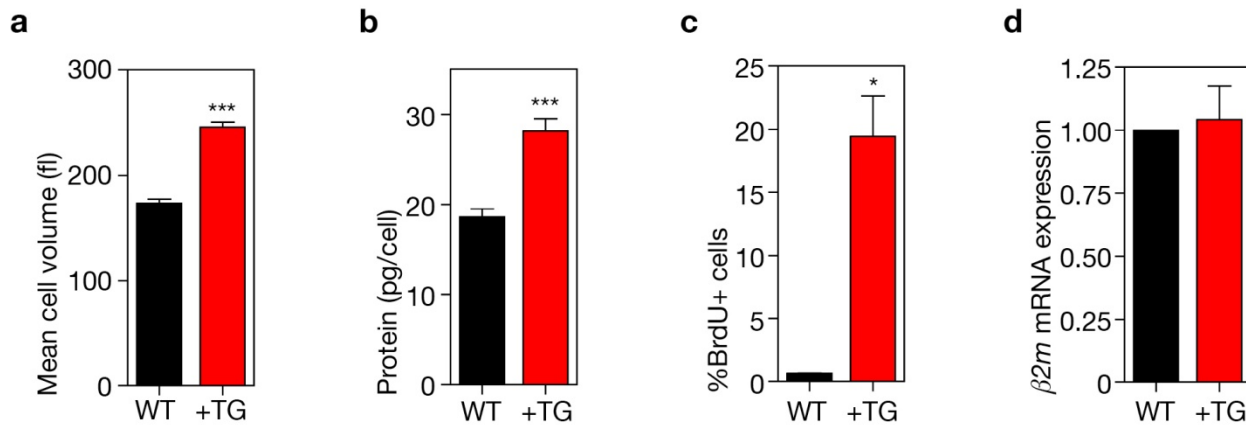 a
Mean cell volume (fl)
300
200
100
0
***
WT +TG
b
Protein (pg/cell)
30
20
10
0
***
WT +TG
c
%BrdU+ cells
25
20
15
10
5
0
*
WT +TG
d
β2m mRNA expression
1.25
1.00
0.75
0.50
0.25
0
WT +TG